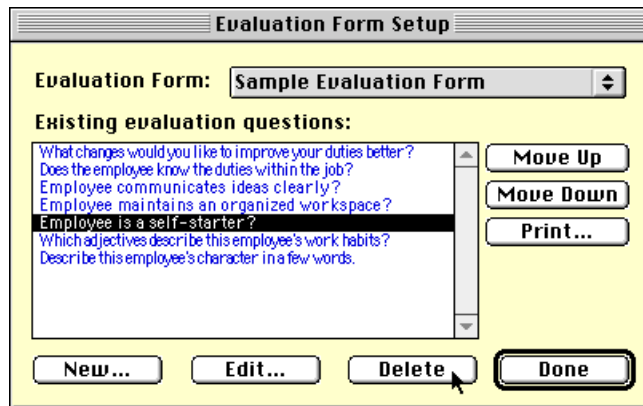 Evaluation Form Setup
Evaluation Form: Sample Evaluation Form
Existing evaluation questions:
What changes would you like to improve your duties better?
Does the employee know the duties within the job?
Employee communicates ideas clearly?
Employee maintains an organized workspace?
Employee is a self-starter?
Which adjectives describe this employee's work habits?
Describe this employee's character in a few words.
Move Up
Move Down
Print...
New... Edit... Delete Done